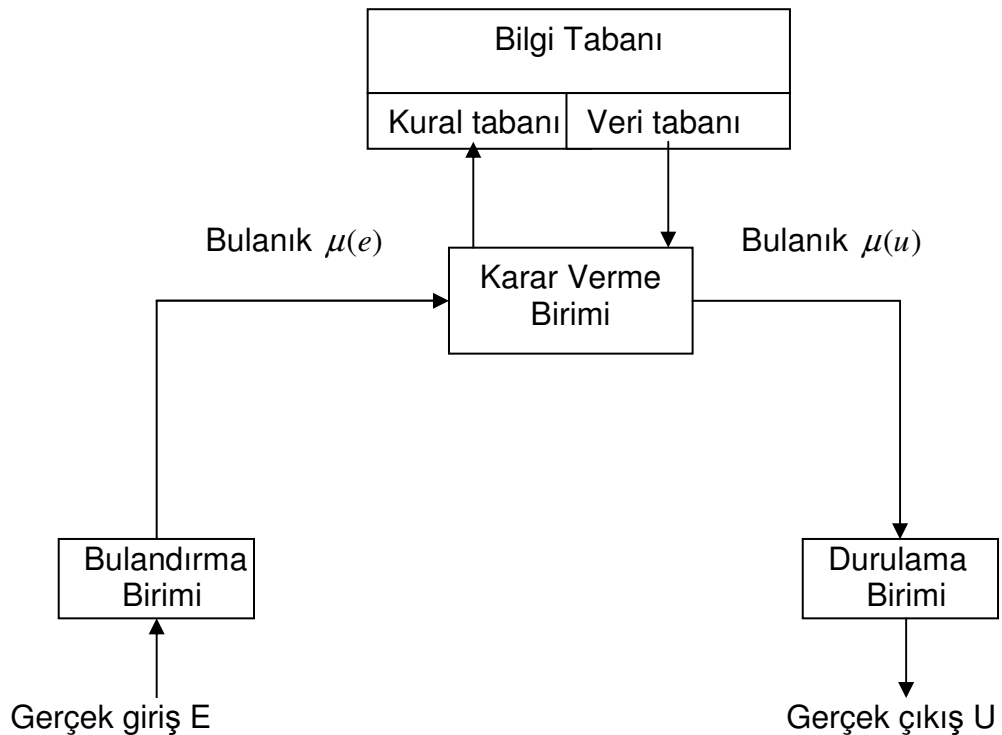 Bilgi Tabanı
Kural tabanı Veri tabanı
Bulanık μ(e)
Bulanık μ(u)
Karar Verme
Birimi
Bulandırma
Birimi
Durulama
Birimi
Gerçek giriş E
Gerçek çıkış U